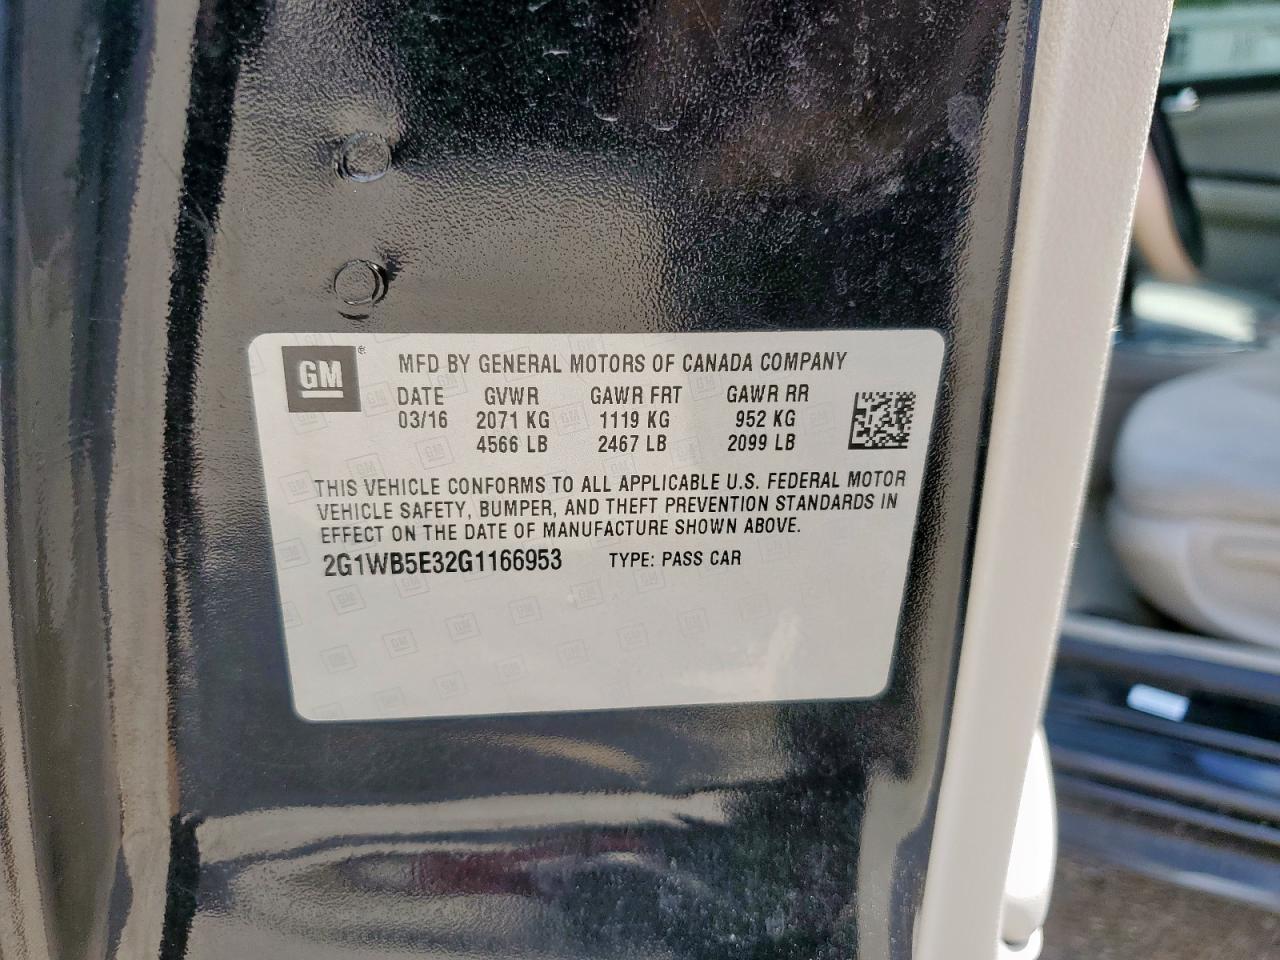 GM® MFD BY GENERAL MOTORS OF CANADA COMPANY
DATE GVWR GAWR FRT GAWR RR
03/16 2071 KG 1119 KG 952 KG
4566 LB 2467 LB 2099 LB
THIS VEHICLE CONFORMS TO ALL APPLICABLE U.S. FEDERAL MOTOR
VEHICLE SAFETY, BUMPER, AND THEFT PREVENTION STANDARDS IN
EFFECT ON THE DATE OF MANUFACTURE SHOWN ABOVE.
2G1WB5E32G1166953 TYPE: PASS CAR